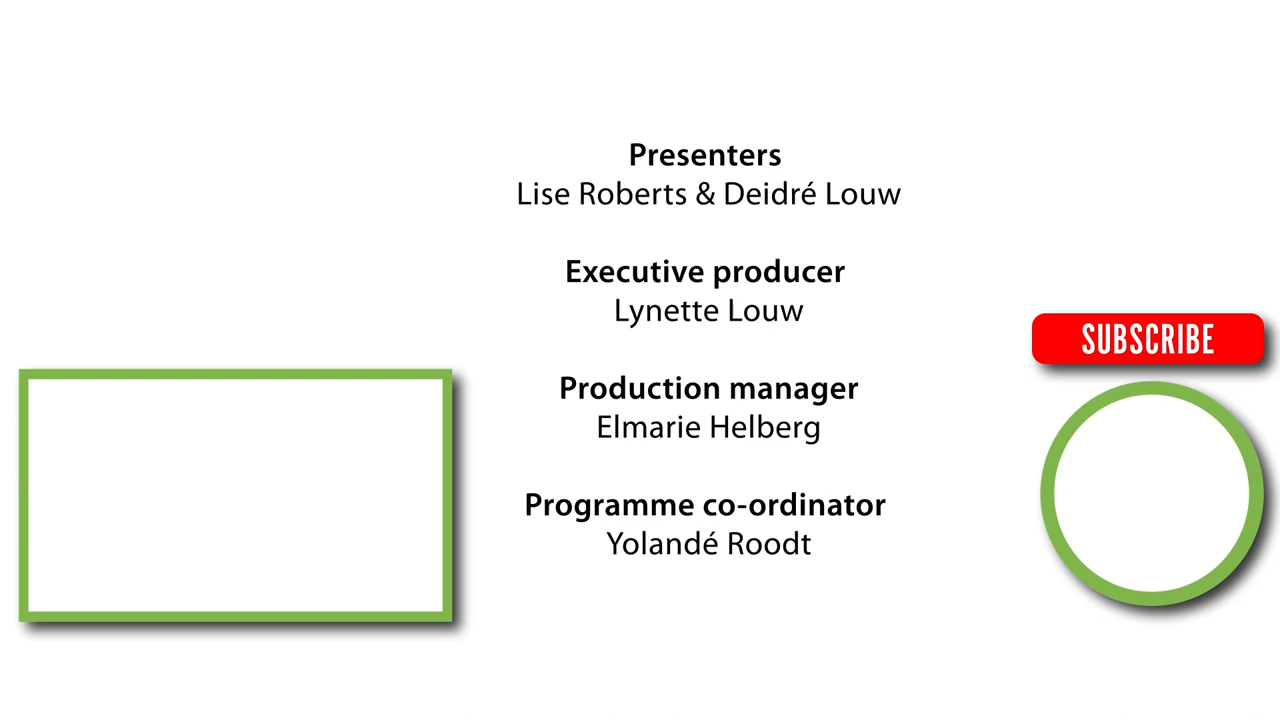 Presenters
Lise Roberts & Deidré Louw
Executive producer
Lynette Louw
Production manager
Elmarie Helberg
Programme co-ordinator
Yolandé Roodt
SUBSCRIBE